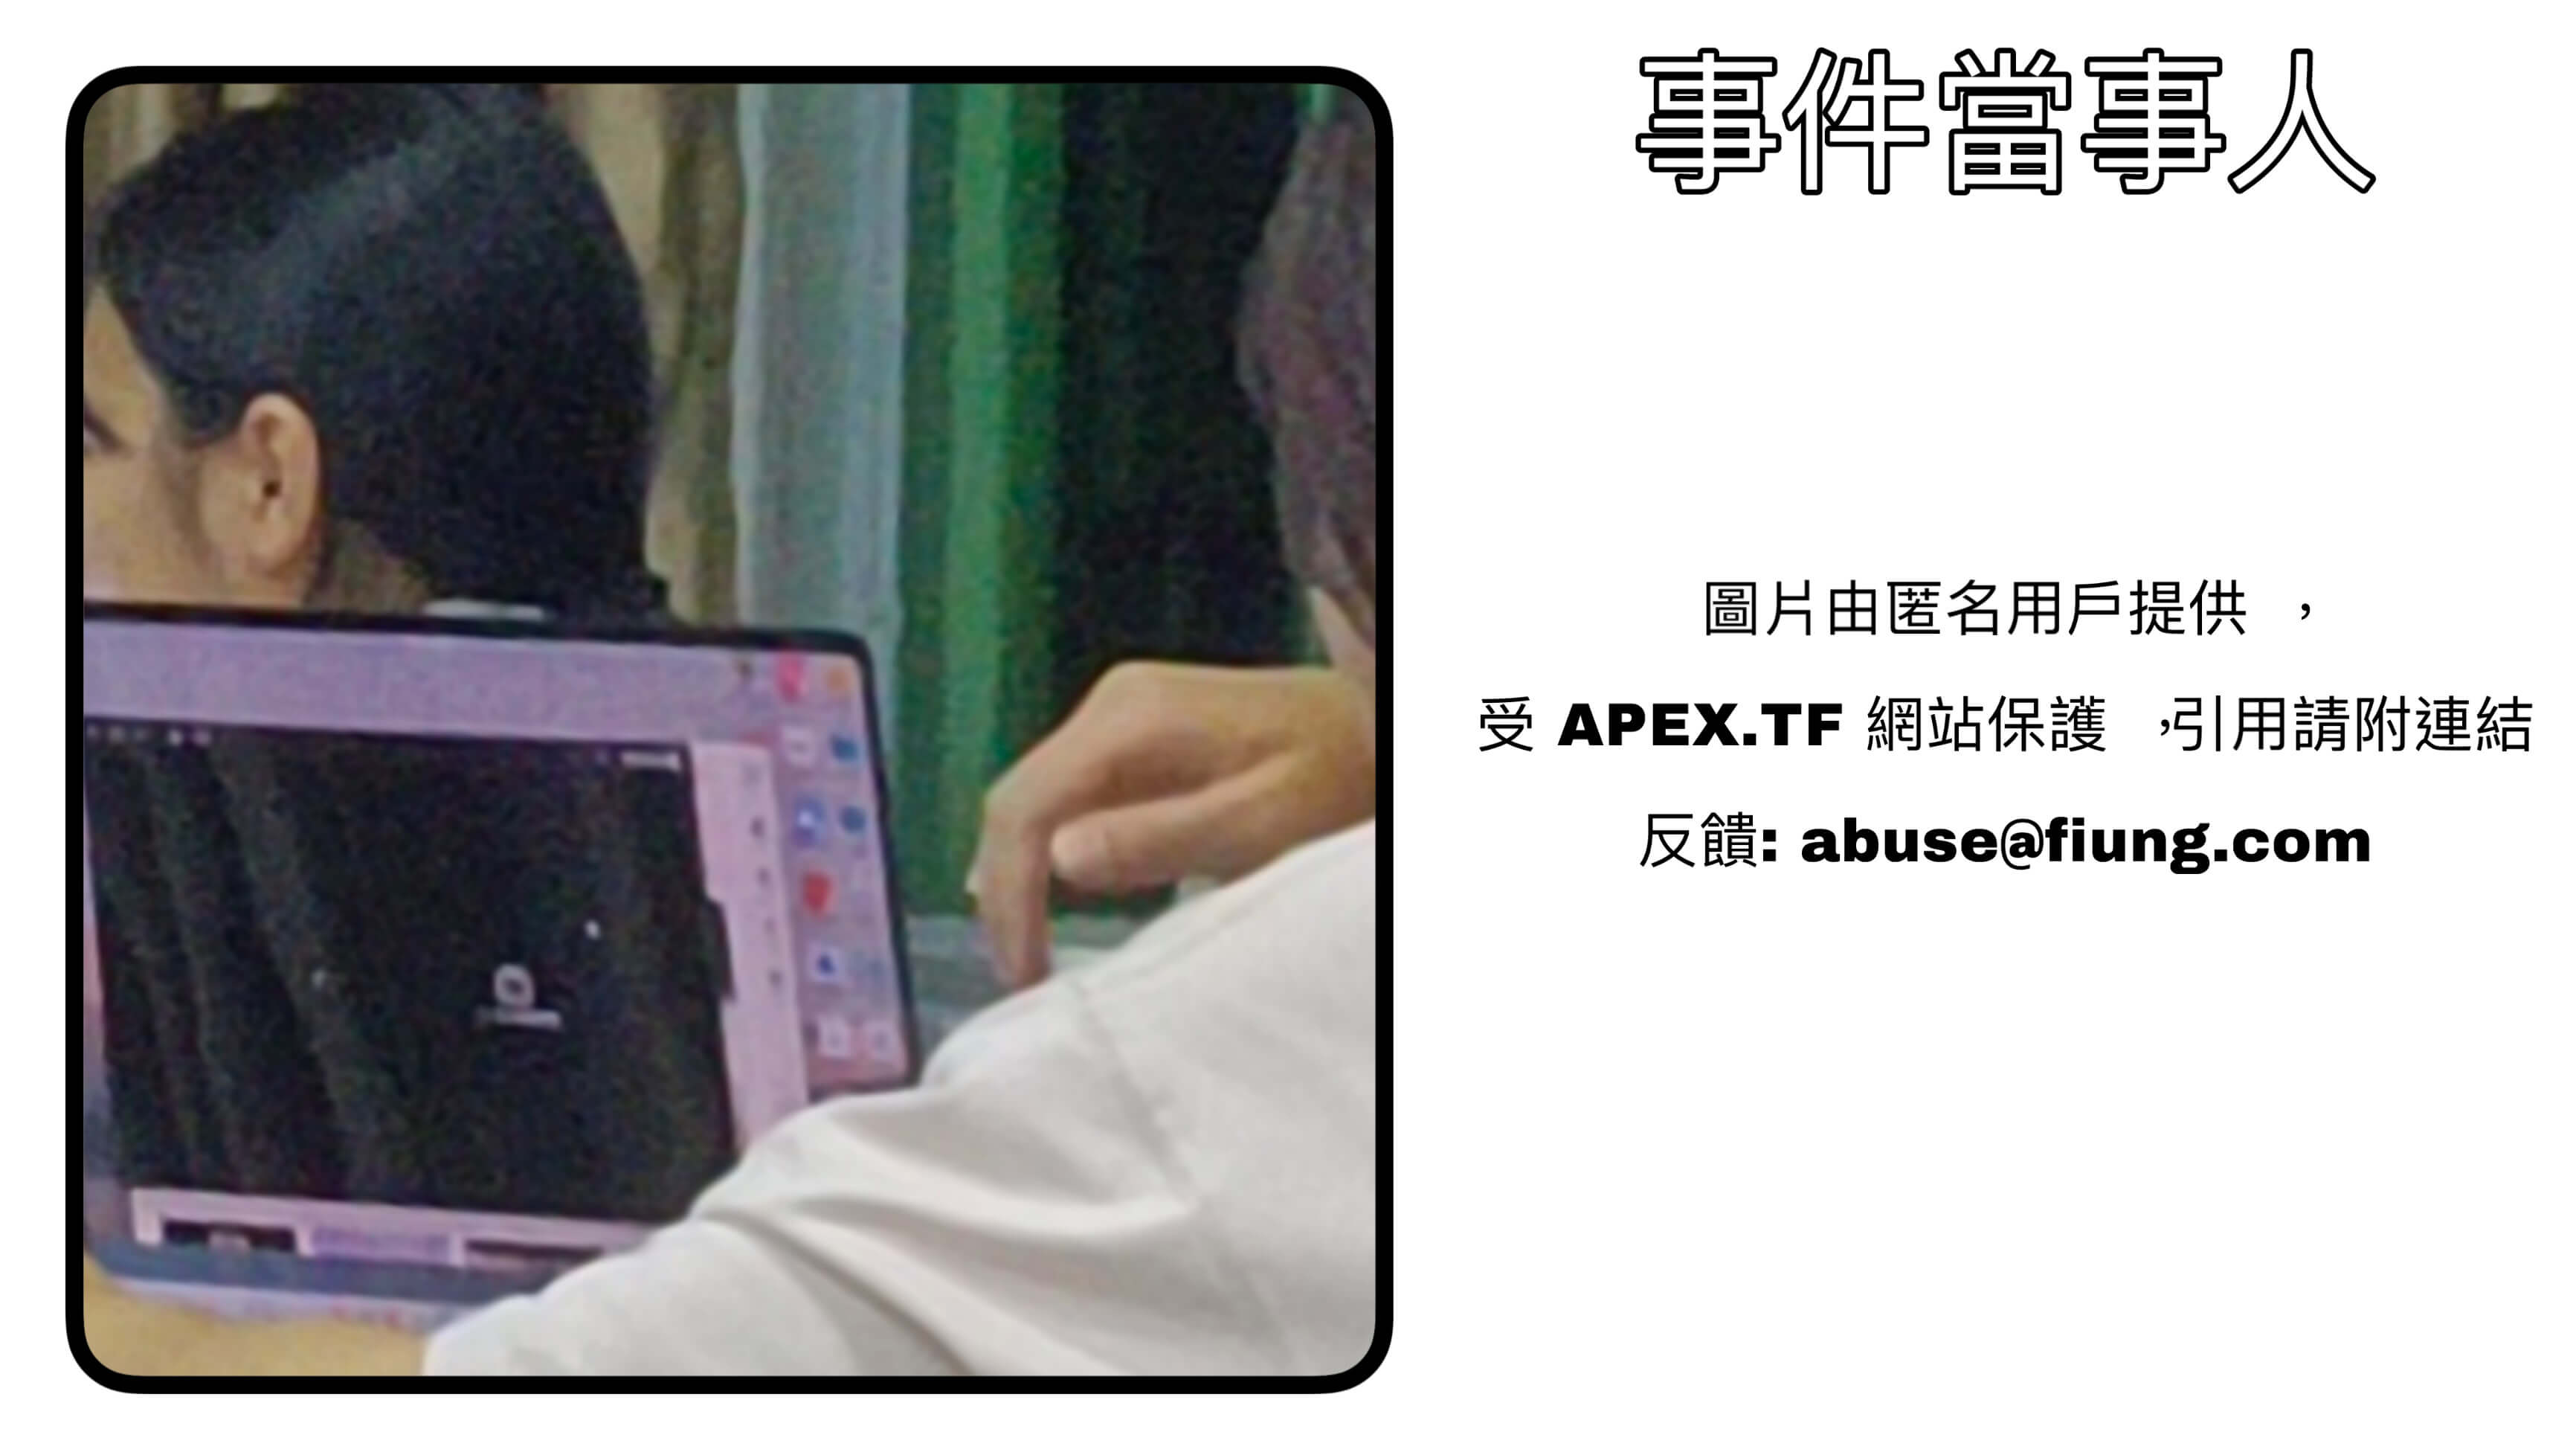 事件當事人
圖片由匿名用戶提供 ，
受 APEX.TF 網站保護 ，引用請附連結
反饋: abuse@fiung.com